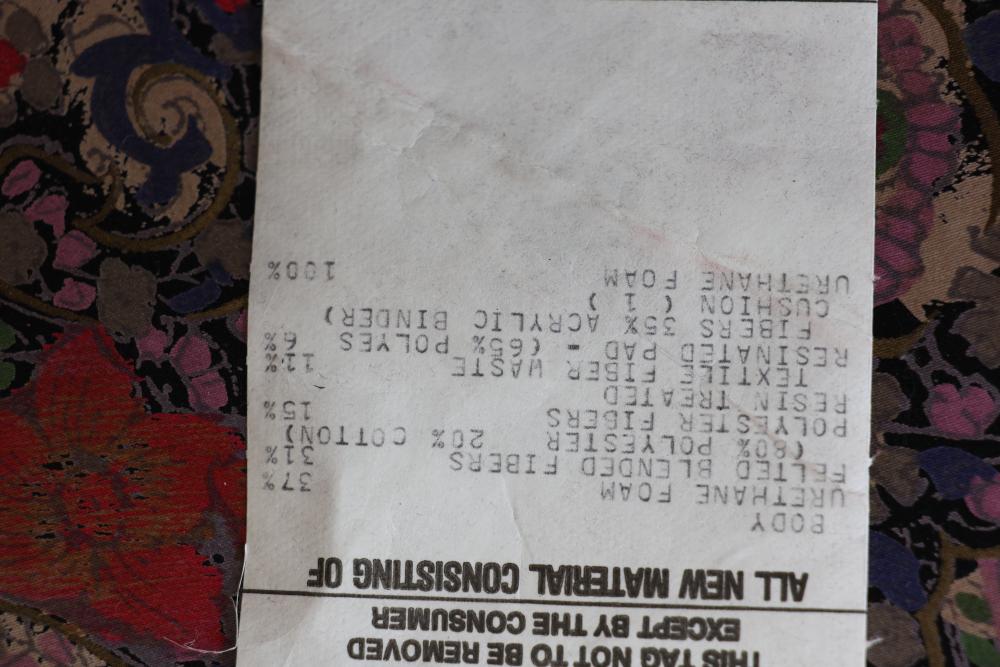 THIS TAG NOT TO BE REMOVED
EXCEPT BY THE CONSUMER
ALL NEW MATERIAL CONSISTING OF
BODY
URETHANE FOAM 37%
FELTED BLENDED FIBERS 31%
(80% POLYESTER 20% COTTON)
POLYESTER FIBERS 15%
RESIN TREATED
TEXTILE FIBER WASTE 11%
RESINATED PAD - (65% POLYES 6%
FIBERS 35% ACRYLIC BINDER)
CUSHION ( 1 )
URETHANE FOAM 100%